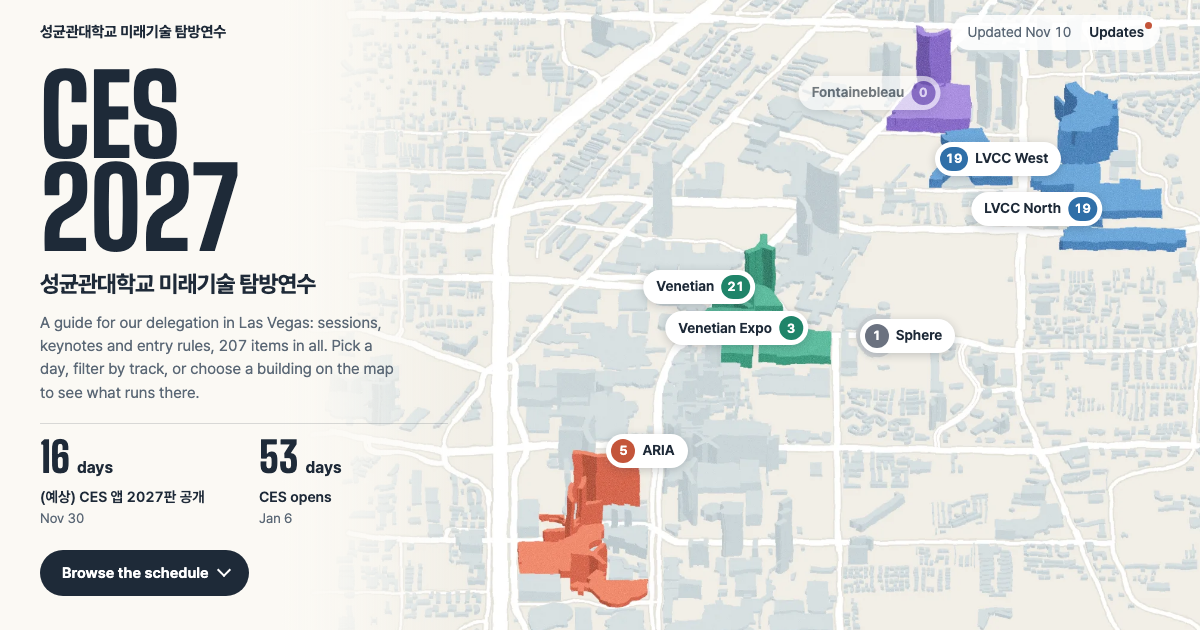 성균관대학교 미래기술 탐방연수
CES
2027
성균관대학교 미래기술 탐방연수
A guide for our delegation in Las Vegas: sessions,
keynotes and entry rules, 207 items in all. Pick a
day, filter by track, or choose a building on the map
to see what runs there.
16 days
(예상) CES 앱 2027판 공개
Nov 30
53 days
CES opens
Jan 6
Browse the schedule
Updated Nov 10 Updates
Fontainebleau 0
19 LVCC West
LVCC North 19
Venetian 21
Venetian Expo 3
1 Sphere
5 ARIA